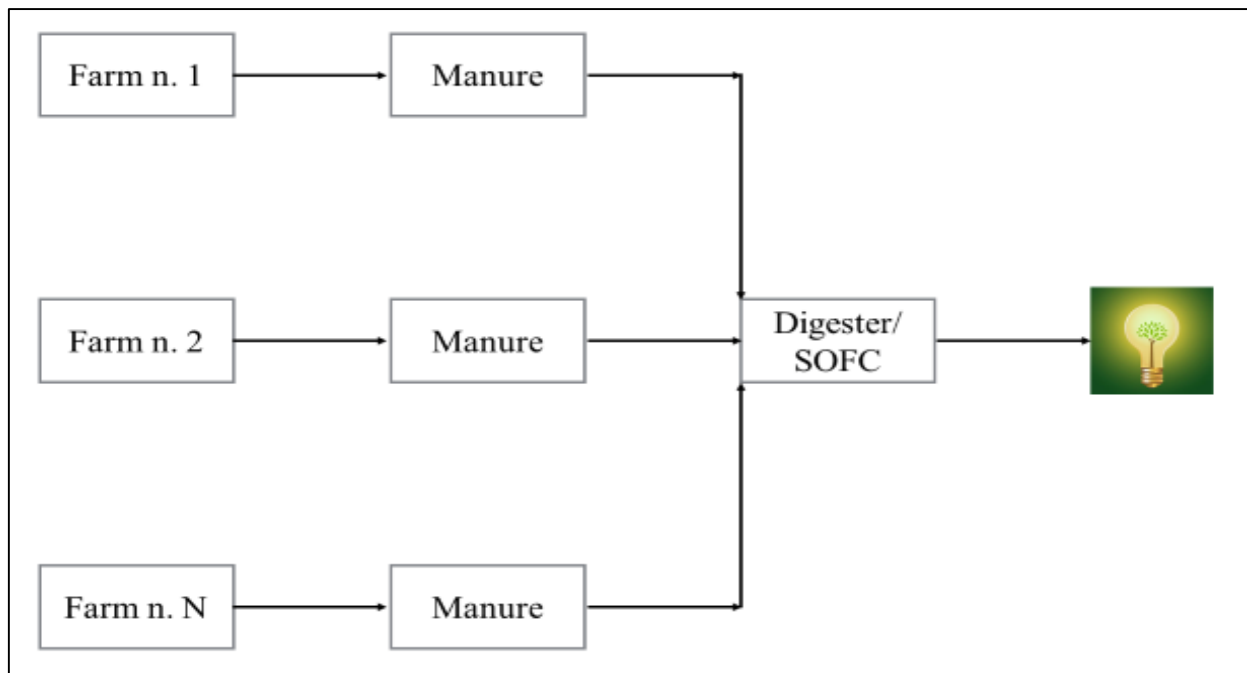 Farm n. 1
Manure
Farm n. 2
Manure
Digester/
SOFC
Farm n. N
Manure